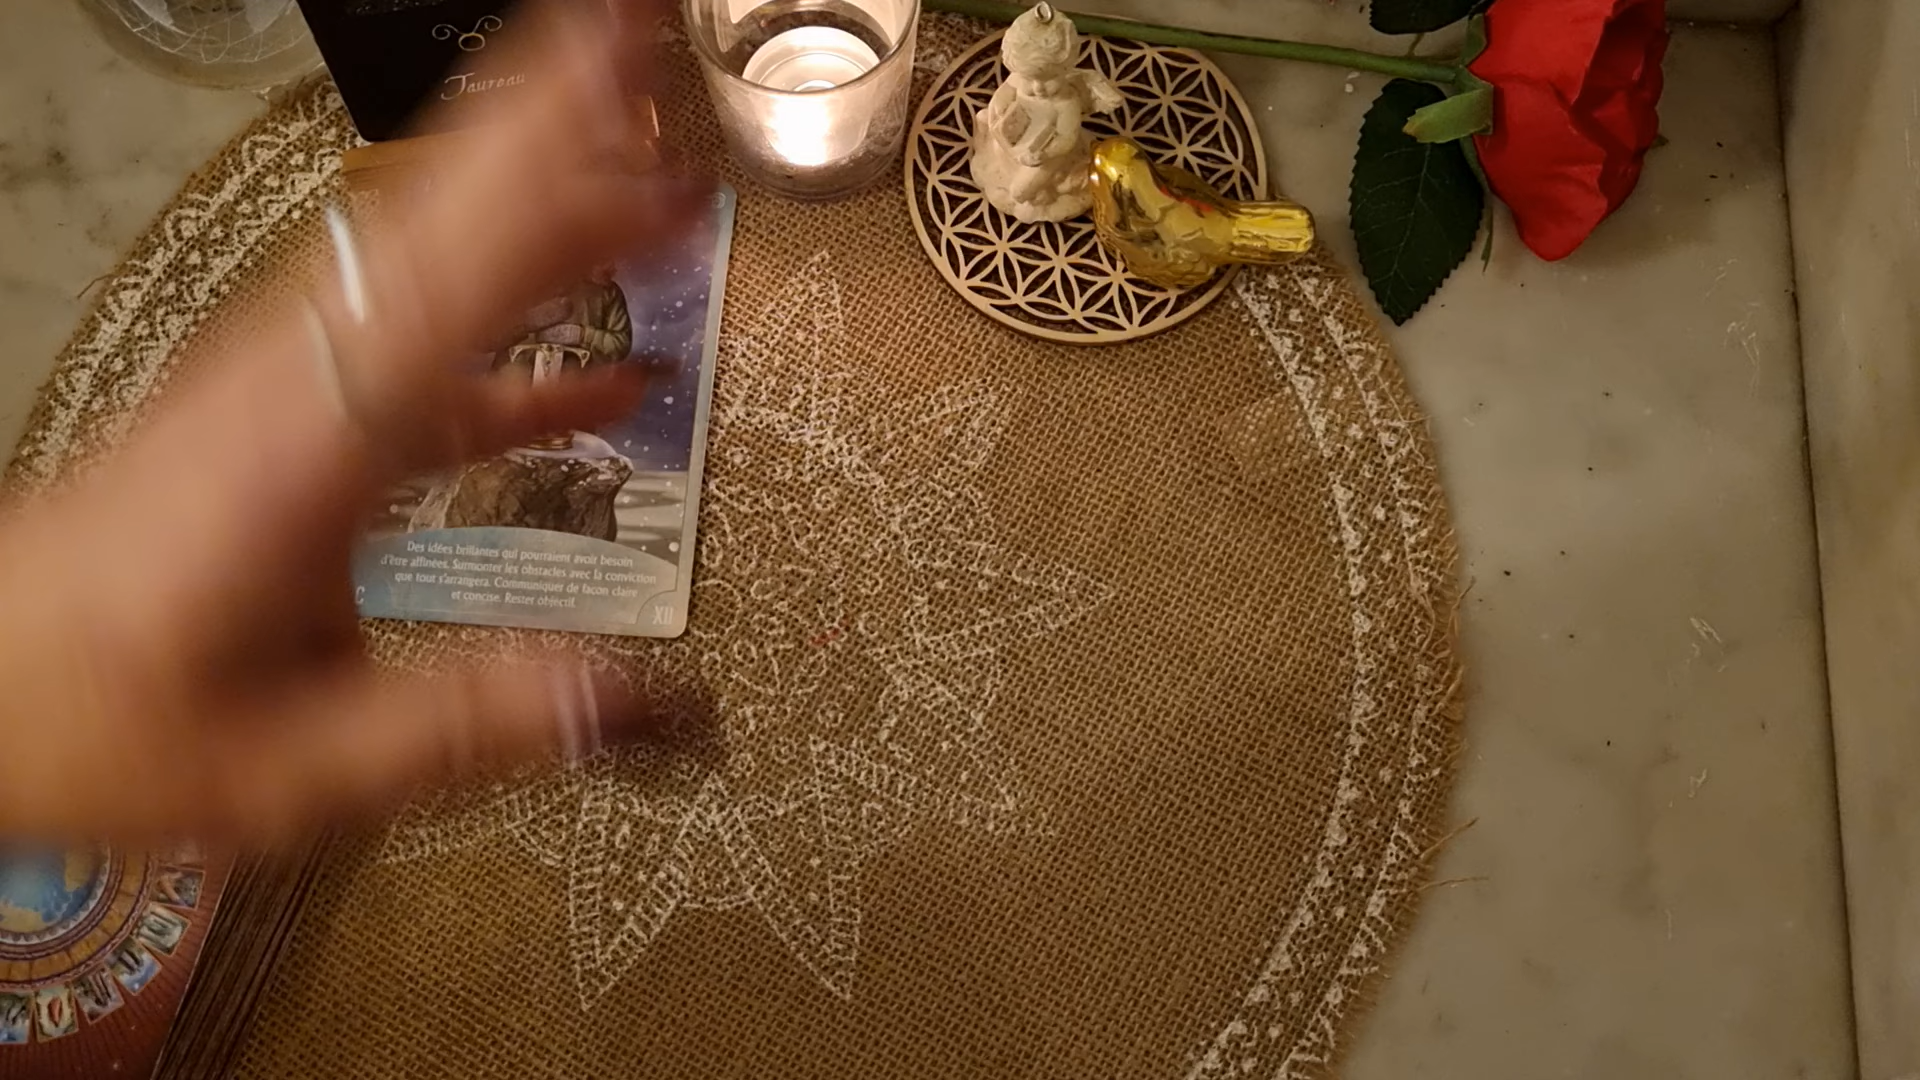 Taureau
Des idées brillantes qui pourraient avoir besoin
d'être affinées. Surmonter les obstacles avec la conviction
que tout s'arrangera. Communiquer de façon claire
et concise. Rester objectif.
C
XII